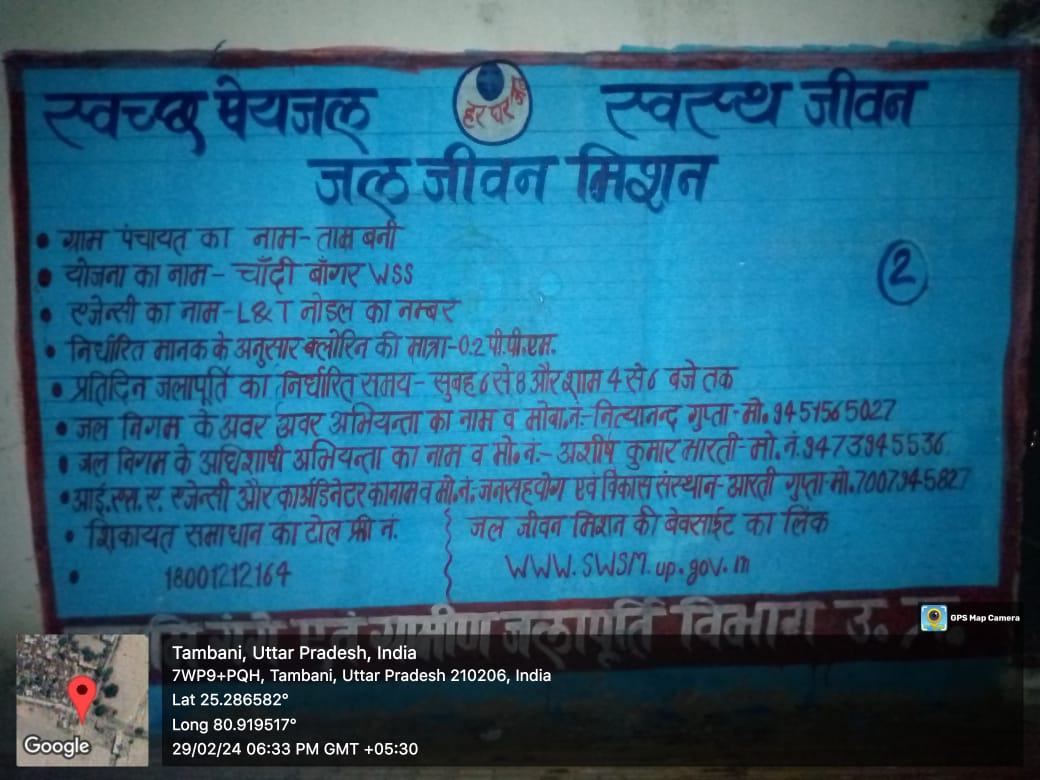 स्वच्छ पेयजल हर घर जल स्वस्थ जीवन
जल जीवन मिशन
• ग्राम पंचायत का नाम- ताम बनी
• योजना का नाम- चाँदी बाँगर WSS
2
• एजेन्सी का नाम- L&T नोडल का नम्बर
• निर्धारित मानक के अनुसार क्लोरिन की मात्रा-0.2 पी.पी.एम.
• प्रतिदिन जलापूर्ति का निर्धारित समय- सुबह 6 से 8 और शाम 4 से 6 बजे तक
• जल निगम के अवर अवर अभियन्ता का नाम व मोबा.नं.- नित्यानन्द गुप्ता- मो. 9451565027
• जल निगम के अधिशाषी अभियन्ता का नाम व मो. नं.- अशीष कुमार भारती- मो. नं. 9473945536
• आई.एस.ए. एजेन्सी और काअंडिनेटर का नाम व मो. नं. जनसहयोग एवं विकास संस्थान- आरती गुप्ता- मो. 7007945827
• शिकायत समाधान का टोल फ्री नं. जल जीवन मिशन की बेवसाईट का लिंक
• 18001212164 WWW.SWSM.up.gov.in
एवं ग्रामीण जलापूर्ति विभाग उ. प्र.
GPS Map Camera
Tambani, Uttar Pradesh, India
7WP9+PQH, Tambani, Uttar Pradesh 210206, India
Lat 25.286582°
Long 80.919517°
29/02/24 06:33 PM GMT +05:30
Google